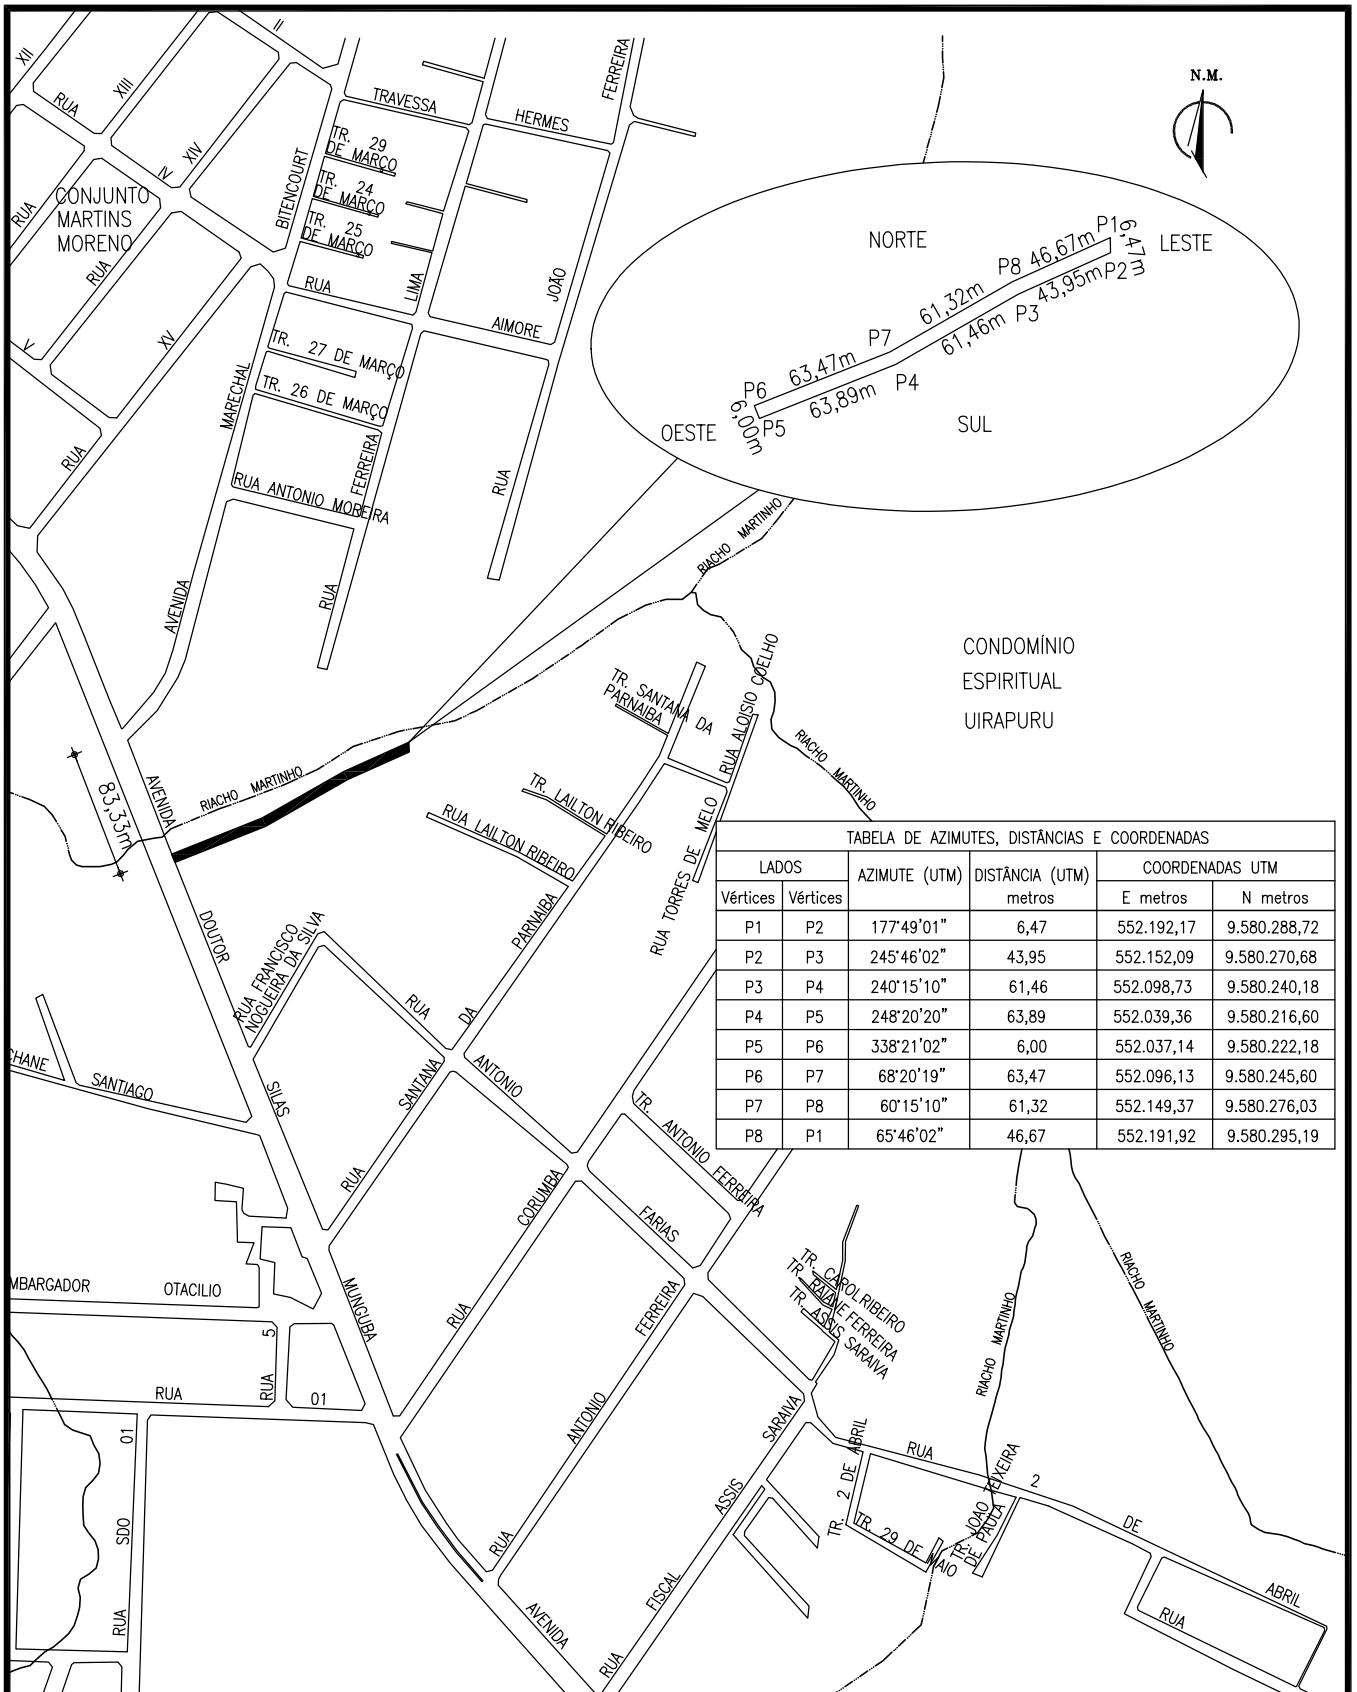 N.M.
XII
RUA
XIII
II
XIV
IV
CONJUNTO
MARTINS
MORENO
RUA
RUA
XV
V
RUA
TRAVESSA
HERMES
FERREIRA
TR. 29
DE MARÇO
TR. 24
DE MARÇO
TR. 25
DE MARÇO
BITENCOURT
RUA
LIMA
JOÃO
AIMORE
TR. 27 DE MARÇO
TR. 26 DE MARÇO
MARECHAL
FERREIRA
RUA ANTONIO MOREIRA
RUA
AVENIDA
RUA
NORTE
LESTE
SUL
OESTE
P1
6,47m
P2
46,67m
P8
43,95m
P3
61,32m
61,46m
P7
P4
63,47m
63,89m
P6
6,00m
P5
RIACHO MARTINHO
CONDOMÍNIO
ESPIRITUAL
UIRAPURU
TR. SANTANA DA
PARNAIBA
RUA ALOISIO COELHO
RIACHO MARTINHO
83,33m
AVENIDA
RIACHO MARTINHO
TR. LAILTON RIBEIRO
RUA LAILTON RIBEIRO
RUA TORRES DE MELO
PARNAIBA
DOUTOR
RUA FRANCISCO
NOGUEIRA DA SILVA
RUA
DA
ANTONIO
SANTANA
CHANE
SANTIAGO
SILAS
RUA
TR. ANTONIO FERREIRA
CORUMBA
FARIAS
TABELA DE AZIMUTES, DISTÂNCIAS E COORDENADAS
LADOS AZIMUTE (UTM) DISTÂNCIA (UTM) metros COORDENADAS UTM
Vértices Vértices E metros N metros
P1 P2 177°49'01" 6,47 552.192,17 9.580.288,72
P2 P3 245°46'02" 43,95 552.152,09 9.580.270,68
P3 P4 240°15'10" 61,46 552.098,73 9.580.240,18
P4 P5 248°20'20" 63,89 552.039,36 9.580.216,60
P5 P6 338°21'02" 6,00 552.037,14 9.580.222,18
P6 P7 68°20'19" 63,47 552.096,13 9.580.245,60
P7 P8 60°15'10" 61,32 552.149,37 9.580.276,03
P8 P1 65°46'02" 46,67 552.191,92 9.580.295,19
MBARGADOR
OTACILIO
MUNGUBA
RUA
FERREIRA
TR. CAROL RIBEIRO
TR. RAIANE FERREIRA
TR. ASSIS SARAIVA
RIACHO MARTINHO
RIACHO MARTINHO
RUA
RUA 5
01
01
SDO
RUA
ANTONIO
RUA
SARAIVA
ASSIS
FISCAL
RUA
AVENIDA
TR. 2 DE ABRIL
RUA
2
DE
ABRIL
TR. 29 DE MAIO
TR. JOAO TEIXEIRA
DE PAULA
RUA